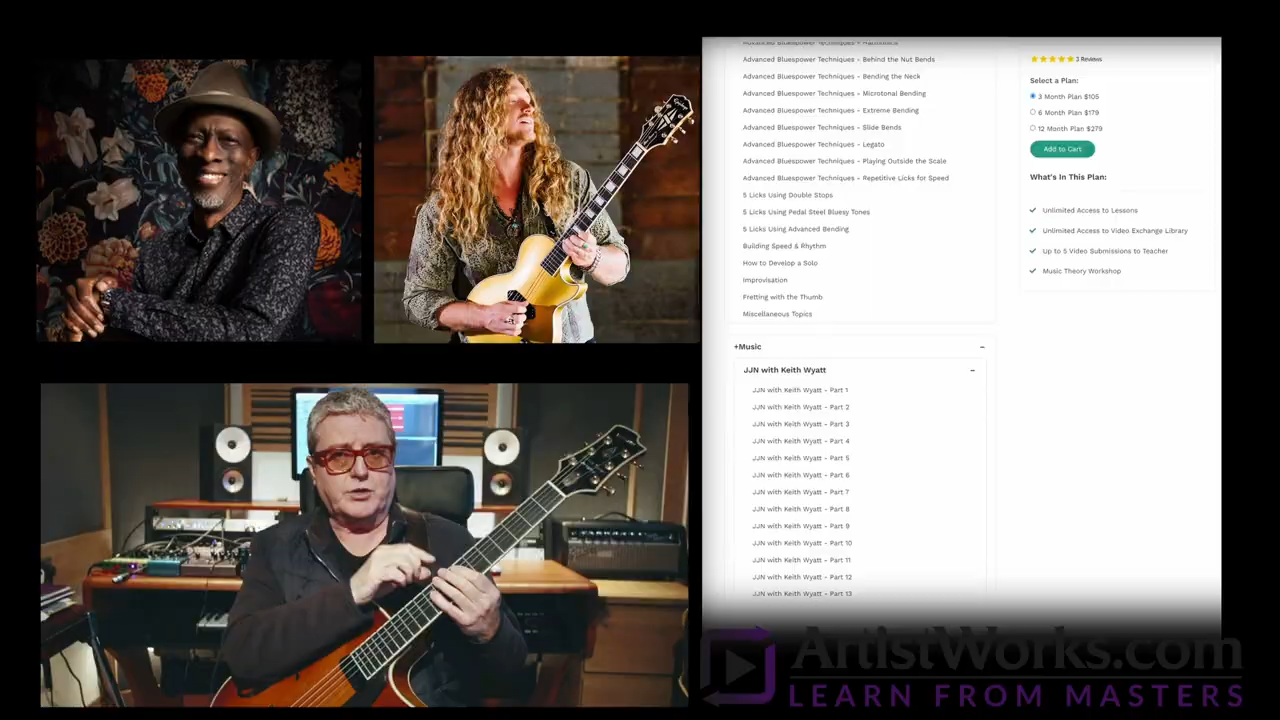 Advanced Bluespower Techniques - Harmonics
Advanced Bluespower Techniques - Behind the Nut Bends
Advanced Bluespower Techniques - Bending the Neck
Advanced Bluespower Techniques - Microtonal Bending
Advanced Bluespower Techniques - Extreme Bending
Advanced Bluespower Techniques - Slide Bends
Advanced Bluespower Techniques - Legato
Advanced Bluespower Techniques - Playing Outside the Scale
Advanced Bluespower Techniques - Repetitive Licks for Speed
5 Licks Using Double Stops
5 Licks Using Pedal Steel Bluesy Tones
5 Licks Using Advanced Bending
Building Speed & Rhythm
How to Develop a Solo
Improvisation
Fretting with the Thumb
Miscellaneous Topics
+Music
JJN with Keith Wyatt
JJN with Keith Wyatt - Part 1
JJN with Keith Wyatt - Part 2
JJN with Keith Wyatt - Part 3
JJN with Keith Wyatt - Part 4
JJN with Keith Wyatt - Part 5
JJN with Keith Wyatt - Part 6
JJN with Keith Wyatt - Part 7
JJN with Keith Wyatt - Part 8
JJN with Keith Wyatt - Part 9
JJN with Keith Wyatt - Part 10
JJN with Keith Wyatt - Part 11
JJN with Keith Wyatt - Part 12
JJN with Keith Wyatt - Part 13
3 Reviews
Select a Plan:
3 Month Plan $105
6 Month Plan $179
12 Month Plan $279
Add to Cart
What's In This Plan:
Unlimited Access to Lessons
Unlimited Access to Video Exchange Library
Up to 5 Video Submissions to Teacher
Music Theory Workshop
ArtistWorks.com
LEARN FROM MASTERS